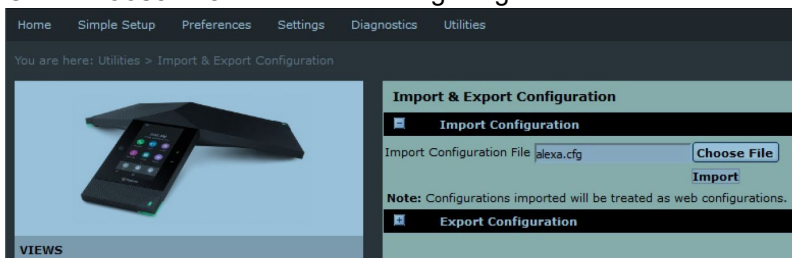 Home Simple Setup Preferences Settings Diagnostics Utilities
You are here: Utilities > Import & Export Configuration
Import & Export Configuration
Import Configuration
Import Configuration File alexa.cfg Choose File
Import
Note: Configurations imported will be treated as web configurations.
Export Configuration
VIEWS